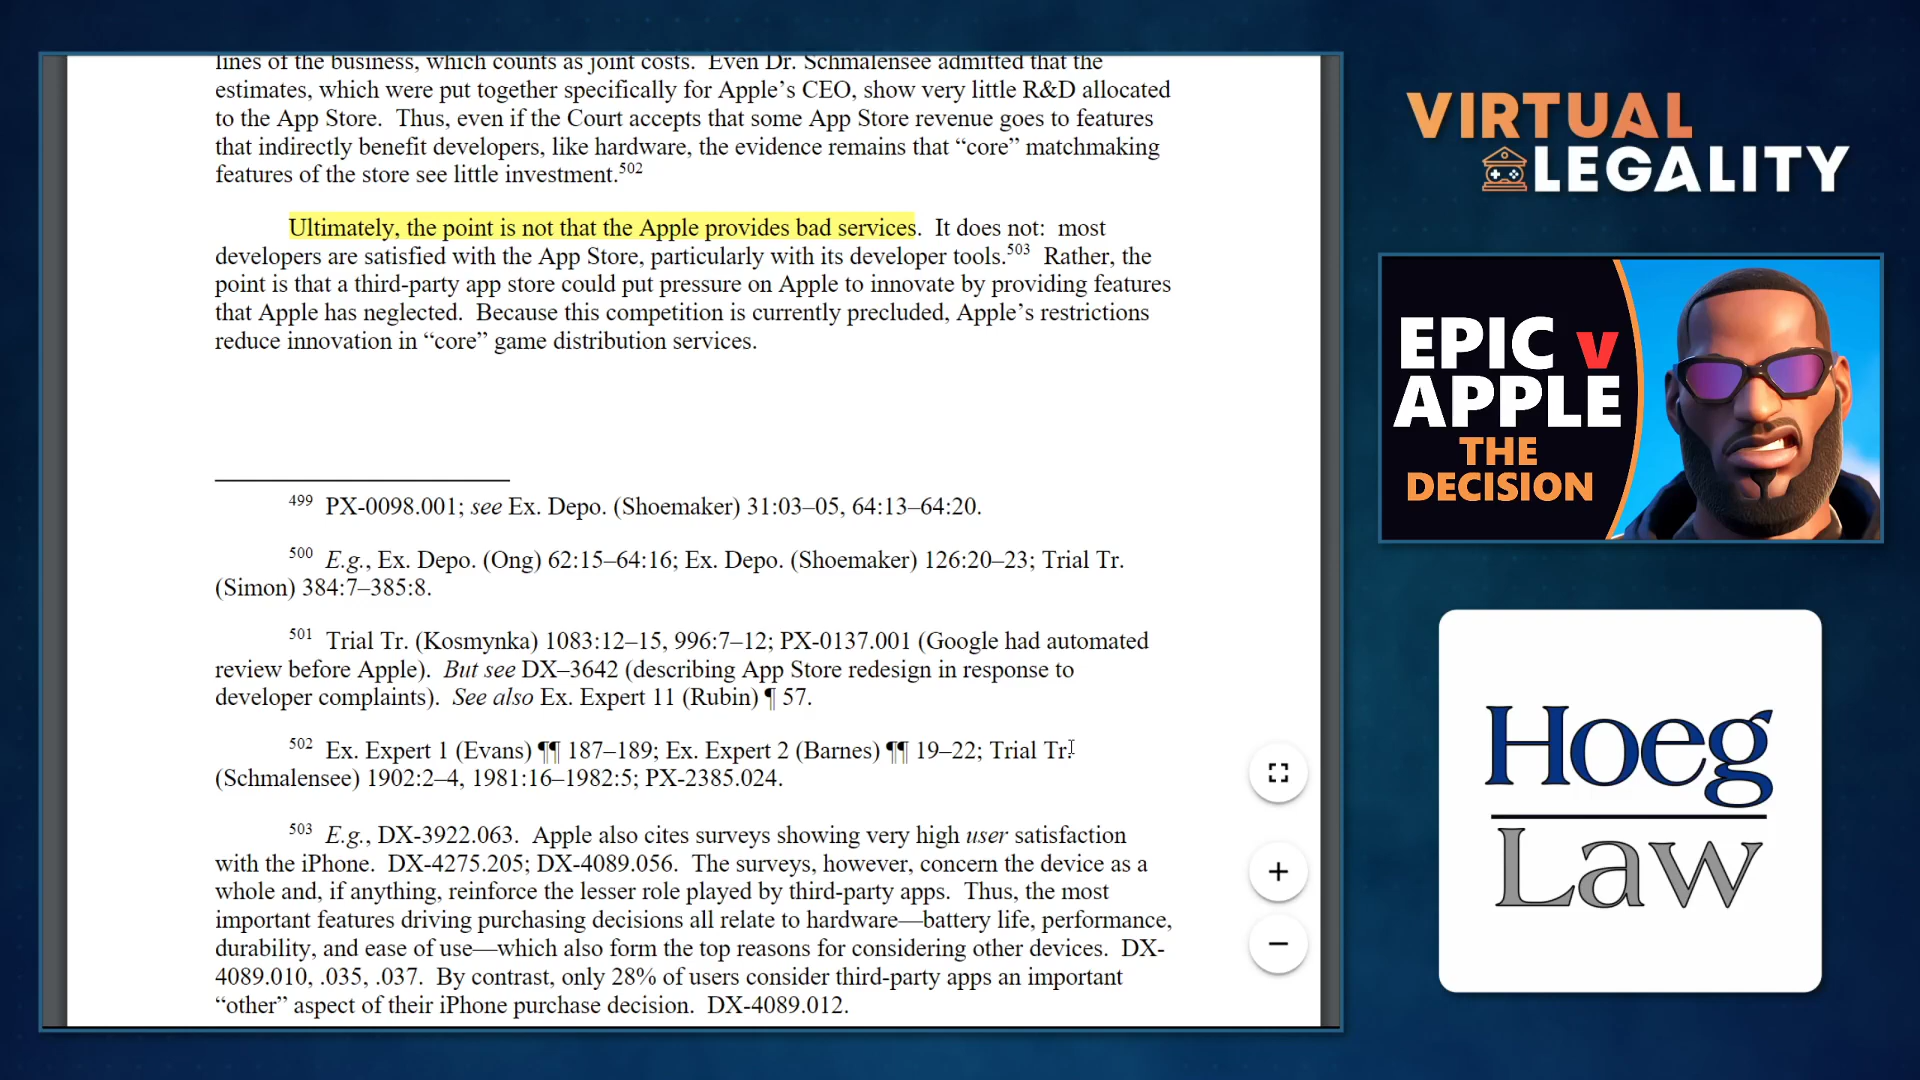 lines of the business, which counts as joint costs.  Even Dr. Schmalensee admitted that the
estimates, which were put together specifically for Apple’s CEO, show very little R&D allocated
to the App Store.  Thus, even if the Court accepts that some App Store revenue goes to features
that indirectly benefit developers, like hardware, the evidence remains that “core” matchmaking
features of the store see little investment.502
Ultimately, the point is not that the Apple provides bad services.  It does not:  most
developers are satisfied with the App Store, particularly with its developer tools.503  Rather, the
point is that a third-party app store could put pressure on Apple to innovate by providing features
that Apple has neglected.  Because this competition is currently precluded, Apple’s restrictions
reduce innovation in “core” game distribution services.
499 PX-0098.001; see Ex. Depo. (Shoemaker) 31:03–05, 64:13–64:20.
500 E.g., Ex. Depo. (Ong) 62:15–64:16; Ex. Depo. (Shoemaker) 126:20–23; Trial Tr.
(Simon) 384:7–385:8.
501 Trial Tr. (Kosmynka) 1083:12–15, 996:7–12; PX-0137.001 (Google had automated
review before Apple).  But see DX–3642 (describing App Store redesign in response to
developer complaints).  See also Ex. Expert 11 (Rubin) ¶ 57.
502 Ex. Expert 1 (Evans) ¶¶ 187–189; Ex. Expert 2 (Barnes) ¶¶ 19–22; Trial Tr.
(Schmalensee) 1902:2–4, 1981:16–1982:5; PX-2385.024.
503 E.g., DX-3922.063.  Apple also cites surveys showing very high user satisfaction
with the iPhone.  DX-4275.205; DX-4089.056.  The surveys, however, concern the device as a
whole and, if anything, reinforce the lesser role played by third-party apps.  Thus, the most
important features driving purchasing decisions all relate to hardware—battery life, performance,
durability, and ease of use—which also form the top reasons for considering other devices.  DX-
4089.010, .035, .037.  By contrast, only 28% of users consider third-party apps an important
“other” aspect of their iPhone purchase decision.  DX-4089.012.
VIRTUAL
LEGALITY
EPIC v
APPLE
THE
DECISION
Hoeg
Law